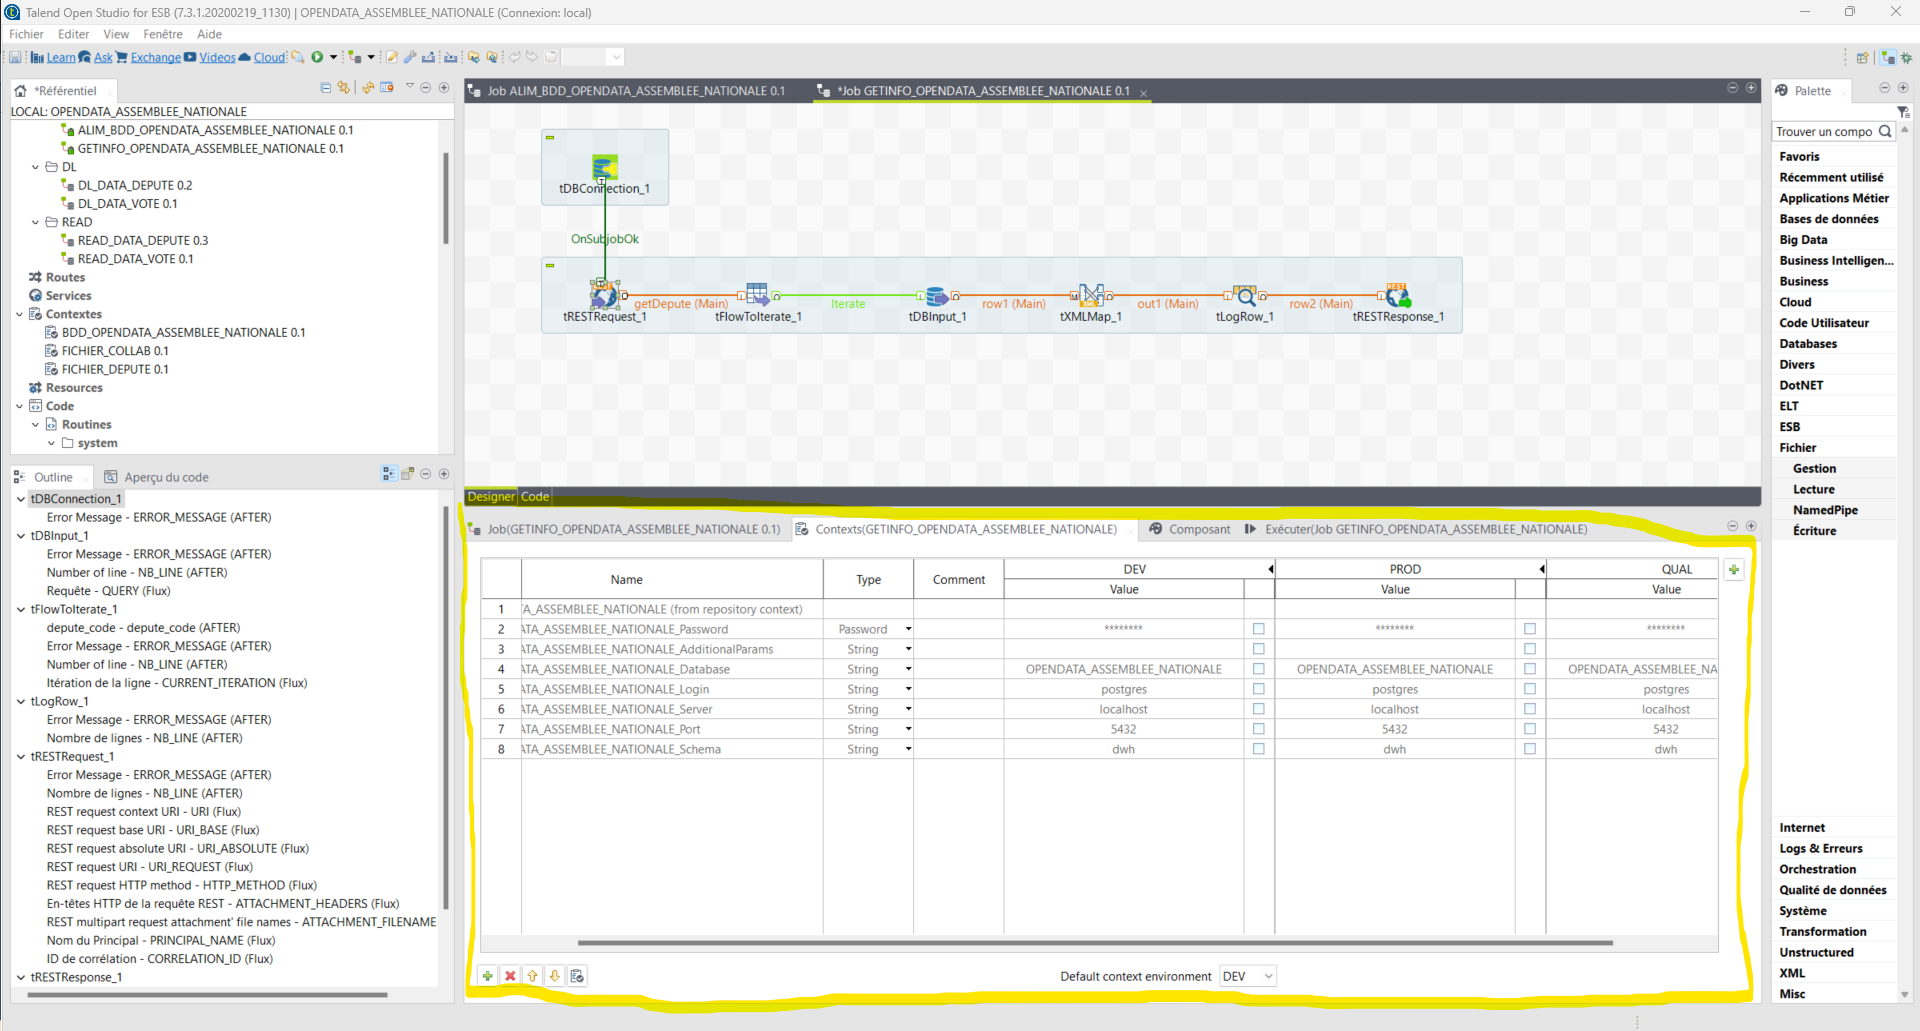 Talend Open Studio for ESB (7.3.1.20200219_1130) | OPENDATA_ASSEMBLEE_NATIONALE (Connexion: local)
Fichier Editer View Fenêtre Aide
Learn Ask Exchange Videos Cloud
*Référentiel
LOCAL: OPENDATA_ASSEMBLEE_NATIONALE
ALIM_BDD_OPENDATA_ASSEMBLEE_NATIONALE 0.1
GETINFO_OPENDATA_ASSEMBLEE_NATIONALE 0.1
DL
DL_DATA_DEPUTE 0.2
DL_DATA_VOTE 0.1
READ
READ_DATA_DEPUTE 0.3
READ_DATA_VOTE 0.1
Routes
Services
Contextes
BDD_OPENDATA_ASSEMBLEE_NATIONALE 0.1
FICHIER_COLLAB 0.1
FICHIER_DEPUTE 0.1
Resources
Code
Routines
system
Outline Aperçu du code
tDBConnection_1
Error Message - ERROR_MESSAGE (AFTER)
tDBInput_1
Error Message - ERROR_MESSAGE (AFTER)
Number of line - NB_LINE (AFTER)
Requête - QUERY (Flux)
tFlowToIterate_1
depute_code - depute_code (AFTER)
Error Message - ERROR_MESSAGE (AFTER)
Number of line - NB_LINE (AFTER)
Itération de la ligne - CURRENT_ITERATION (Flux)
tLogRow_1
Error Message - ERROR_MESSAGE (AFTER)
Nombre de lignes - NB_LINE (AFTER)
tRESTRequest_1
Error Message - ERROR_MESSAGE (AFTER)
Nombre de lignes - NB_LINE (AFTER)
REST request context URI - URI (Flux)
REST request base URI - URI_BASE (Flux)
REST request absolute URI - URI_ABSOLUTE (Flux)
REST request URI - URI_REQUEST (Flux)
REST request HTTP method - HTTP_METHOD (Flux)
En-têtes HTTP de la requête REST - ATTACHMENT_HEADERS (Flux)
REST multipart request attachment' file names - ATTACHMENT_FILENAME
Nom du Principal - PRINCIPAL_NAME (Flux)
ID de corrélation - CORRELATION_ID (Flux)
tRESTResponse_1
Job ALIM_BDD_OPENDATA_ASSEMBLEE_NATIONALE 0.1 *Job GETINFO_OPENDATA_ASSEMBLEE_NATIONALE 0.1
tDBConnection_1
OnSubjobOk
getDepute (Main) Iterate row1 (Main) out1 (Main) row2 (Main)
tRESTRequest_1 tFlowToIterate_1 tDBInput_1 tXMLMap_1 tLogRow_1 tRESTResponse_1
Designer Code
Job(GETINFO_OPENDATA_ASSEMBLEE_NATIONALE 0.1) Contexts(GETINFO_OPENDATA_ASSEMBLEE_NATIONALE) Composant Exécuter(Job GETINFO_OPENDATA_ASSEMBLEE_NATIONALE)
Name Type Comment DEV PROD QUAL
Value Value Value
1 A_ASSEMBLEE_NATIONALE (from repository context)
2 ATA_ASSEMBLEE_NATIONALE_Password Password ******** ******** ********
3 ATA_ASSEMBLEE_NATIONALE_AdditionalParams String
4 ATA_ASSEMBLEE_NATIONALE_Database String OPENDATA_ASSEMBLEE_NATIONALE OPENDATA_ASSEMBLEE_NATIONALE OPENDATA_ASSEMBLEE_NA
5 ATA_ASSEMBLEE_NATIONALE_Login String postgres postgres postgres
6 ATA_ASSEMBLEE_NATIONALE_Server String localhost localhost localhost
7 ATA_ASSEMBLEE_NATIONALE_Port String 5432 5432 5432
8 ATA_ASSEMBLEE_NATIONALE_Schema String dwh dwh dwh
Default context environment DEV
Palette
Trouver un compo
Favoris
Récemment utilisé
Applications Métier
Bases de données
Big Data
Business Intelligen...
Business
Cloud
Code Utilisateur
Databases
Divers
DotNET
ELT
ESB
Fichier
Gestion
Lecture
NamedPipe
Écriture
Internet
Logs & Erreurs
Orchestration
Qualité de données
Système
Transformation
Unstructured
XML
Misc